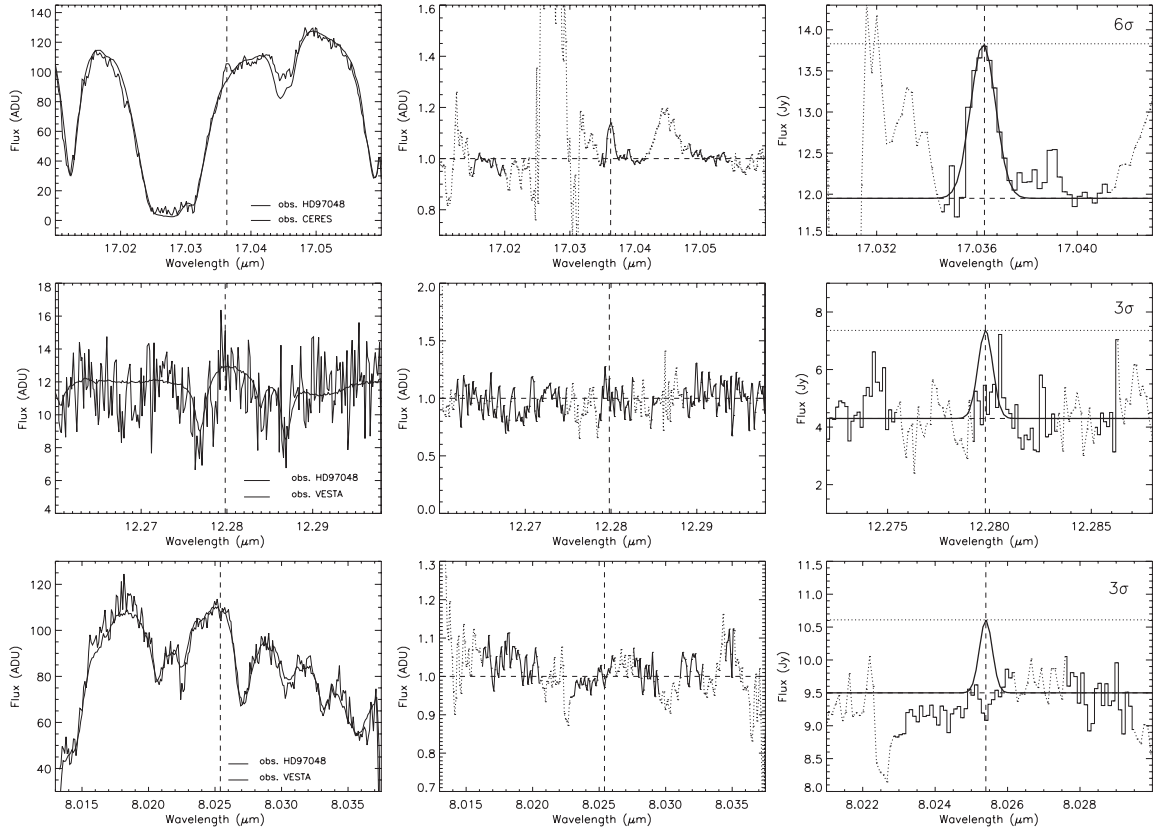 140
120
100
80
60
40
20
0
Flux (ADU)
obs. HD97048
obs. CERES
17.02 17.03 17.04 17.05
Wavelength (μm)
1.6
1.4
1.2
1.0
0.8
Flux (ADU)
17.02 17.03 17.04 17.05
Wavelength (μm)
14.0
13.5
13.0
12.5
12.0
11.5
Flux (Jy)
6σ
17.032 17.036 17.040
Wavelength (μm)
18
16
14
12
10
8
6
4
Flux (ADU)
obs. HD97048
obs. VESTA
12.27 12.28 12.29
Wavelength (μm)
2.0
1.5
1.0
0.5
0.0
Flux (ADU)
12.27 12.28 12.29
Wavelength (μm)
8
6
4
2
Flux (Jy)
3σ
12.275 12.280 12.285
Wavelength (μm)
120
100
80
60
40
Flux (ADU)
obs. HD97048
obs. VESTA
8.015 8.020 8.025 8.030 8.035
Wavelength (μm)
1.3
1.2
1.1
1.0
0.9
0.8
0.7
Flux (ADU)
8.015 8.020 8.025 8.030 8.035
Wavelength (μm)
11.5
11.0
10.5
10.0
9.5
9.0
8.5
8.0
Flux (Jy)
3σ
8.022 8.024 8.026 8.028
Wavelength (μm)